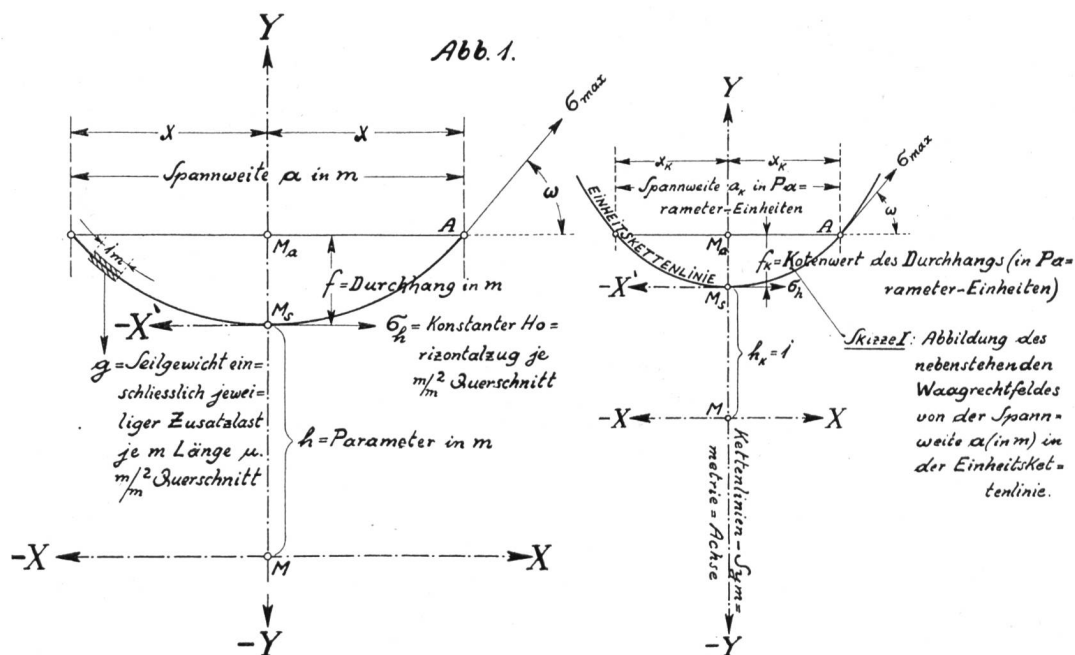 Abb. 1.
Y
x
x
Spannweite a in m
σmax
ω
A
Ma
1m
f=Durchhang in m
-X'
Ms
σh = Konstanter Ho=
rizontalzug je
m/m² Querschnitt
g=Seilgewicht ein=
schliesslich jewei=
liger Zusatzlast
je m Länge u.
m/m² Querschnitt
h=Parameter in m
-X
M
X
-Y
Y
xK
xK
Spannweite aK in Pa=
rameter-Einheiten
σmax
ω
A
EINHEITSKETTENLINIE
Ma
fK=Kotenwert des Durchhangs (in Pa=
rameter-Einheiten)
-X'
Ms
σh
hK=1
Skizze I: Abbildung des
nebenstehenden
Waagrechtfeldes
von der Spann=
weite a (in m) in
der Einheitsket=
tenlinie.
-X
M
X
Kettenlinien-Sym=
metrie=Achse
-Y